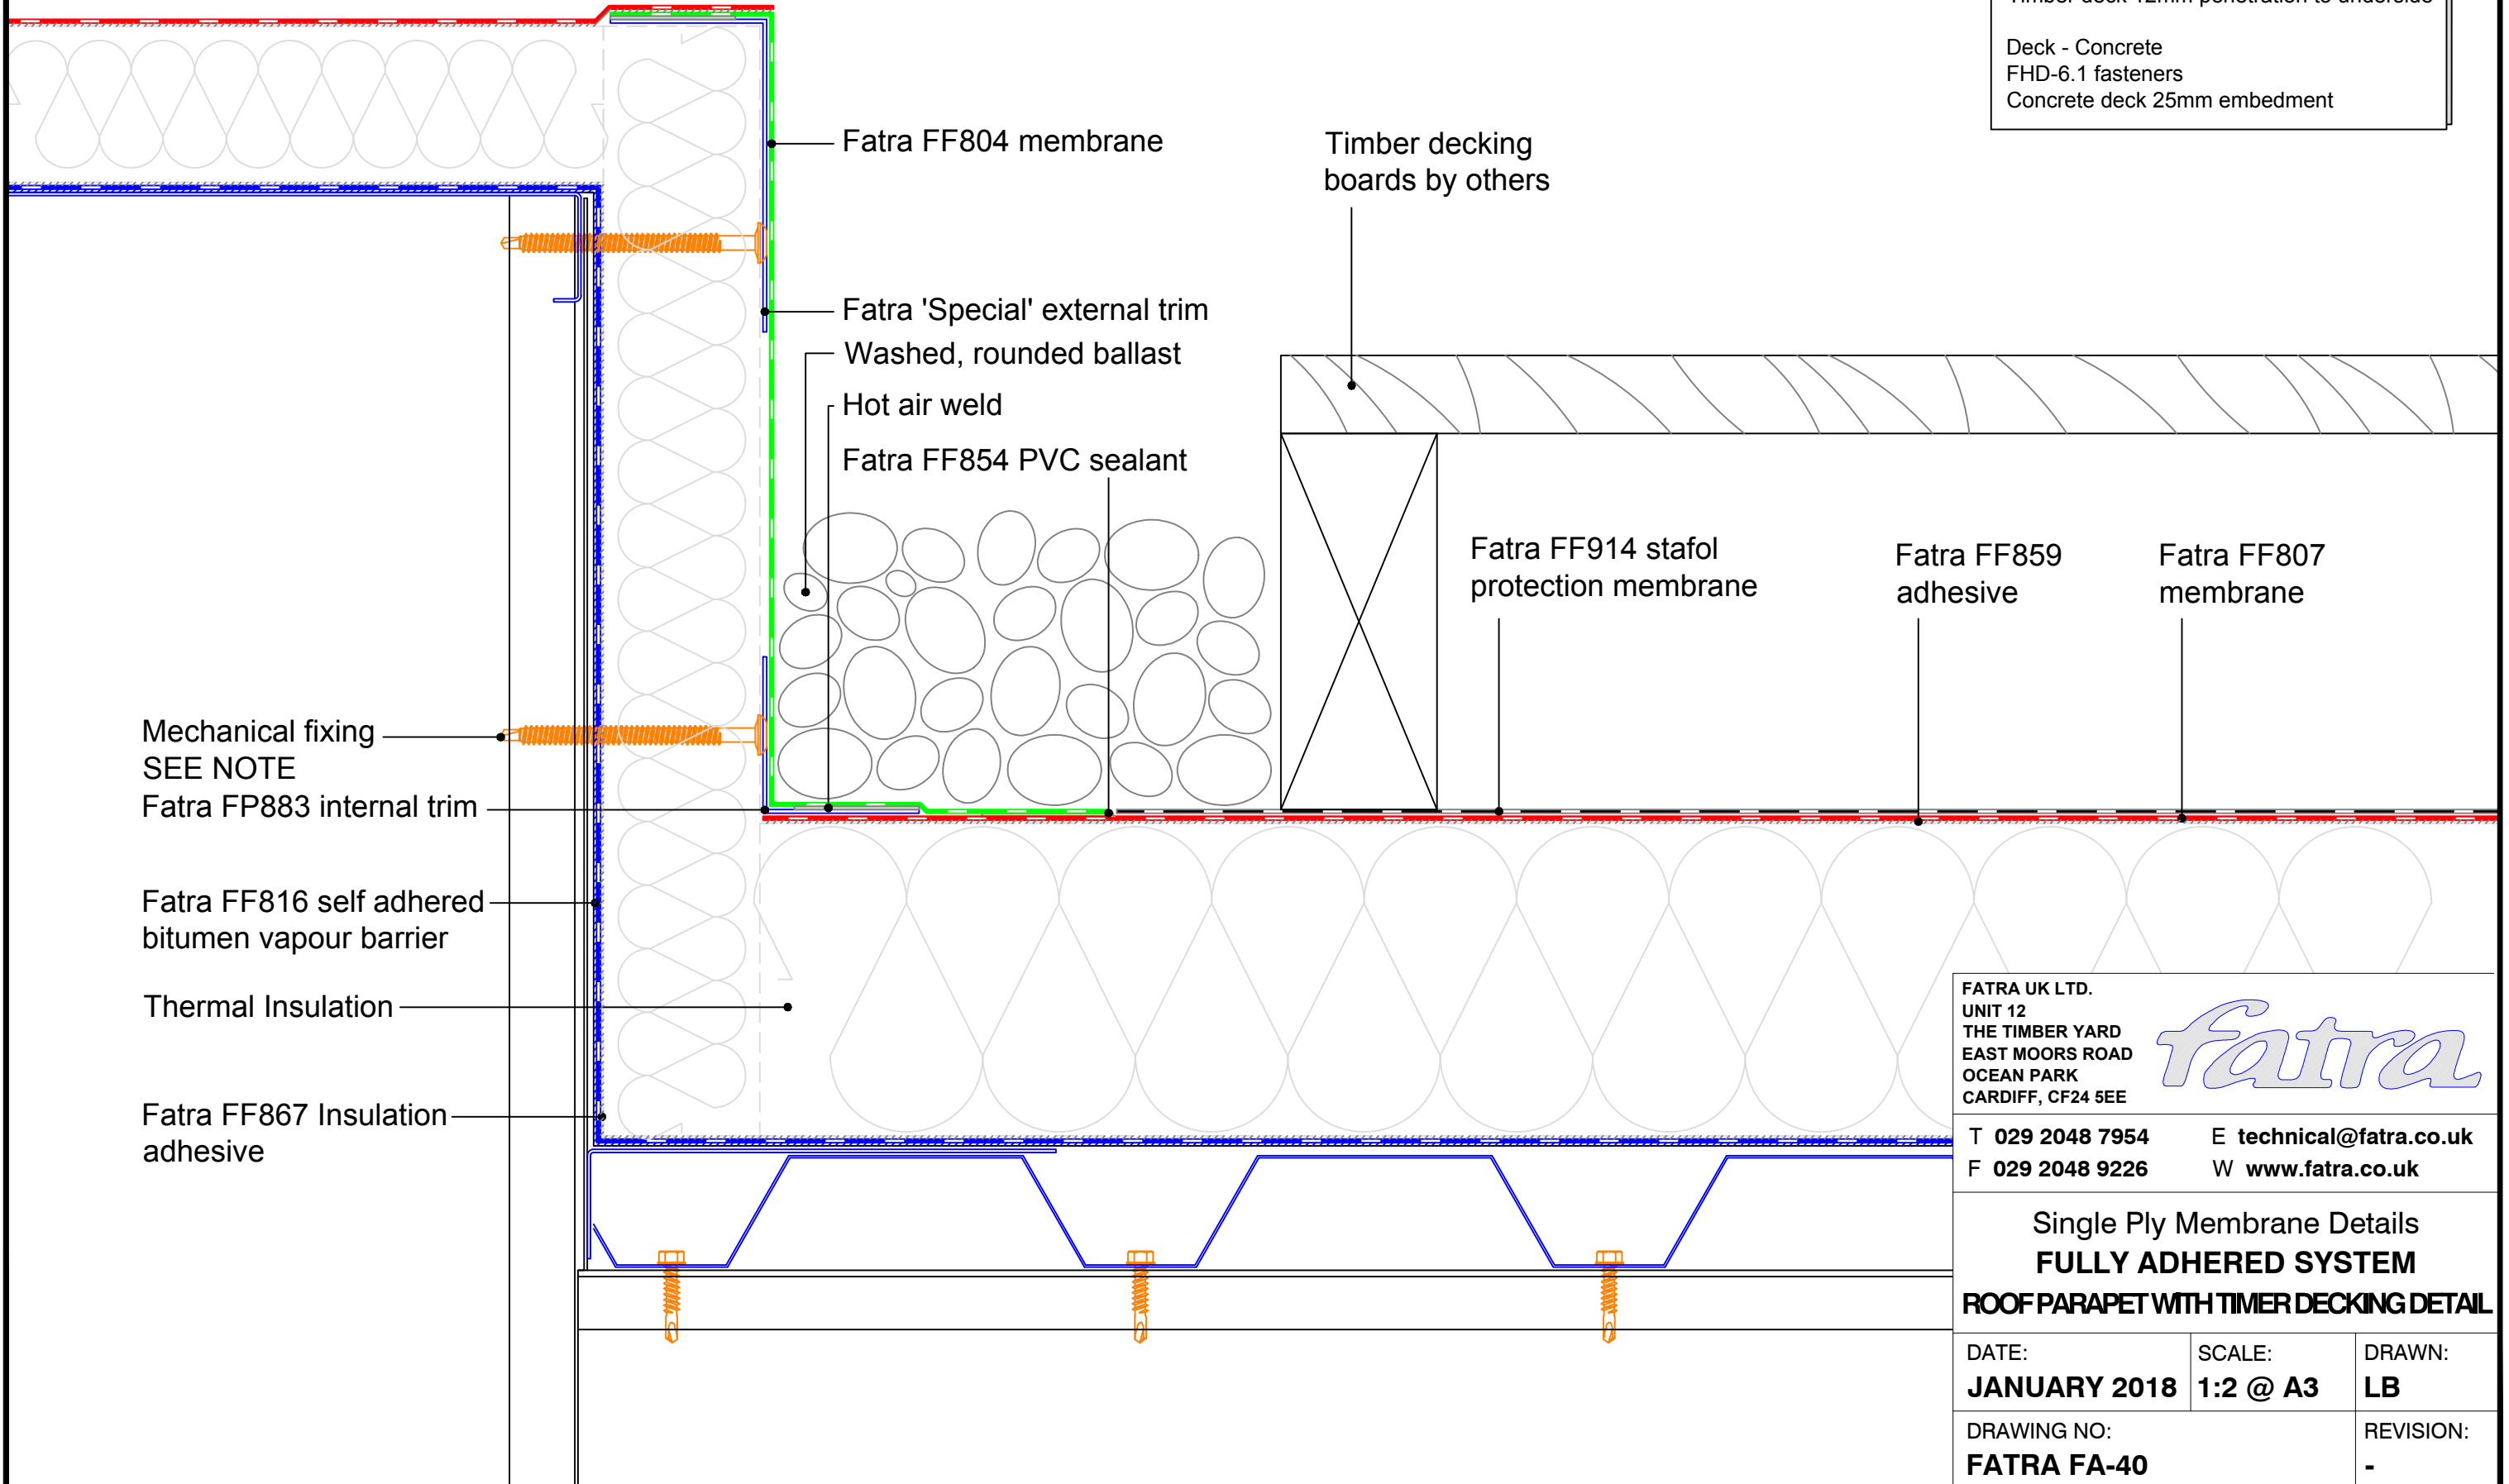 Timber deck 12mm penetration to underside
Deck - Concrete
FHD-6.1 fasteners
Concrete deck 25mm embedment
Fatra FF804 membrane
Timber decking
boards by others
Fatra 'Special' external trim
Washed, rounded ballast
Hot air weld
Fatra FF854 PVC sealant
Fatra FF914 stafol
protection membrane
Fatra FF859
adhesive
Fatra FF807
membrane
Mechanical fixing
SEE NOTE
Fatra FP883 internal trim
Fatra FF816 self adhered
bitumen vapour barrier
Thermal Insulation
Fatra FF867 Insulation
adhesive
FATRA UK LTD.
UNIT 12
THE TIMBER YARD
EAST MOORS ROAD
OCEAN PARK
CARDIFF, CF24 5EE
fatra
T 029 2048 7954 E technical@fatra.co.uk
F 029 2048 9226 W www.fatra.co.uk
Single Ply Membrane Details
FULLY ADHERED SYSTEM
ROOF PARAPET WITH TIMER DECKING DETAIL
DATE: SCALE: DRAWN:
JANUARY 2018 1:2 @ A3 LB
DRAWING NO: REVISION:
FATRA FA-40 -